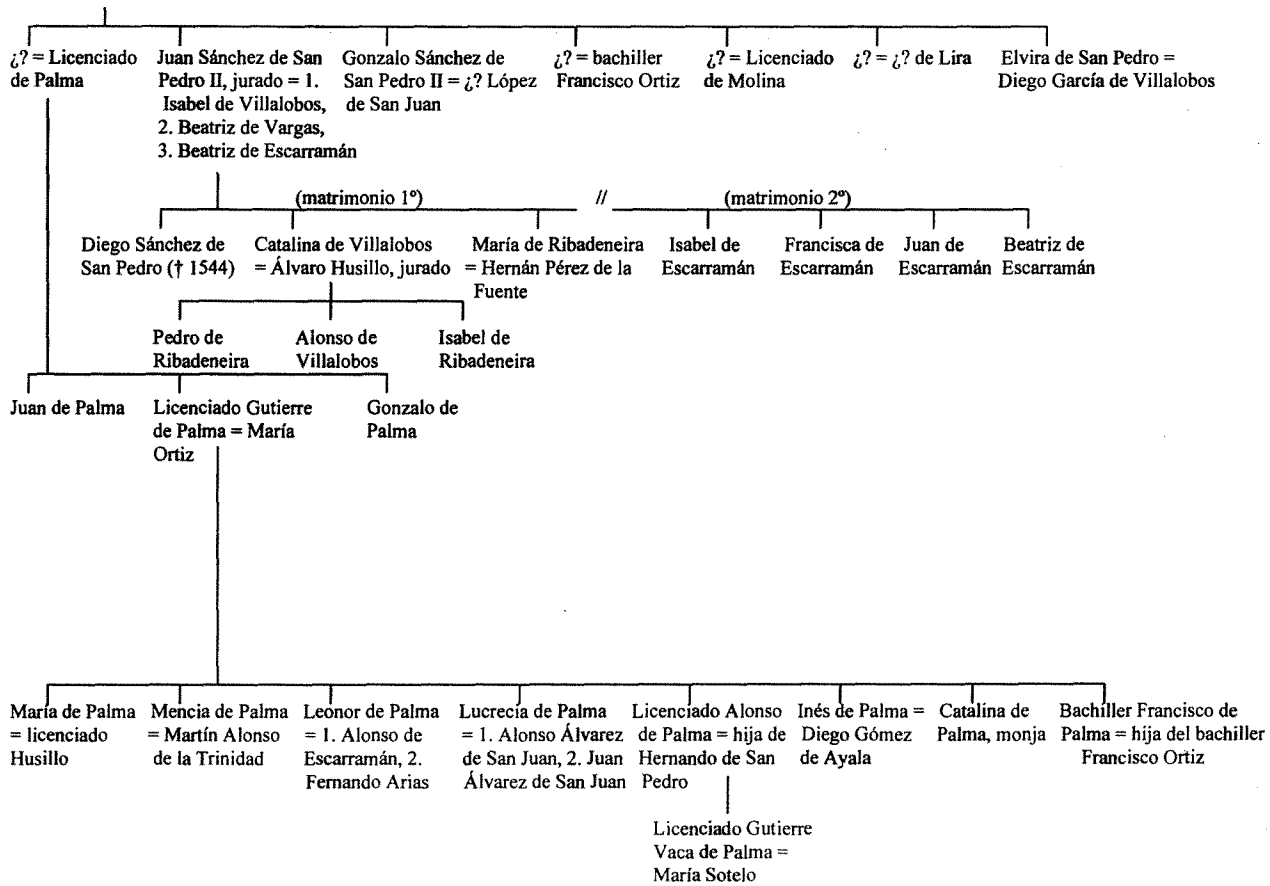 ¿? = Licenciado
de Palma
Juan Sánchez de San
Pedro II, jurado = 1.
Isabel de Villalobos,
2. Beatriz de Vargas,
3. Beatriz de Escarramán
Gonzalo Sánchez de
San Pedro II = ¿? López
de San Juan
¿? = bachiller
Francisco Ortiz
¿? = Licenciado
de Molina
¿? = ¿? de Lira
Elvira de San Pedro =
Diego García de Villalobos
(matrimonio 1º) // (matrimonio 2º)
Diego Sánchez de
San Pedro († 1544)
Catalina de Villalobos
= Álvaro Husillo, jurado
María de Ribadeneira
= Hernán Pérez de la
Fuente
Isabel de
Escarramán
Francisca de
Escarramán
Juan de
Escarramán
Beatriz de
Escarramán
Pedro de
Ribadeneira
Alonso de
Villalobos
Isabel de
Ribadeneira
Juan de Palma
Licenciado Gutierre
de Palma = María
Ortiz
Gonzalo de
Palma
María de Palma
= licenciado
Husillo
Mencia de Palma
= Martín Alonso
de la Trinidad
Leonor de Palma
= 1. Alonso de
Escarramán, 2.
Fernando Arias
Lucrecia de Palma
= 1. Alonso Álvarez
de San Juan, 2. Juan
Álvarez de San Juan
Licenciado Alonso
de Palma = hija de
Hernando de San
Pedro
Inés de Palma =
Diego Gómez
de Ayala
Catalina de
Palma, monja
Bachiller Francisco de
Palma = hija del bachiller
Francisco Ortiz
Licenciado Gutierre
Vaca de Palma =
María Sotelo